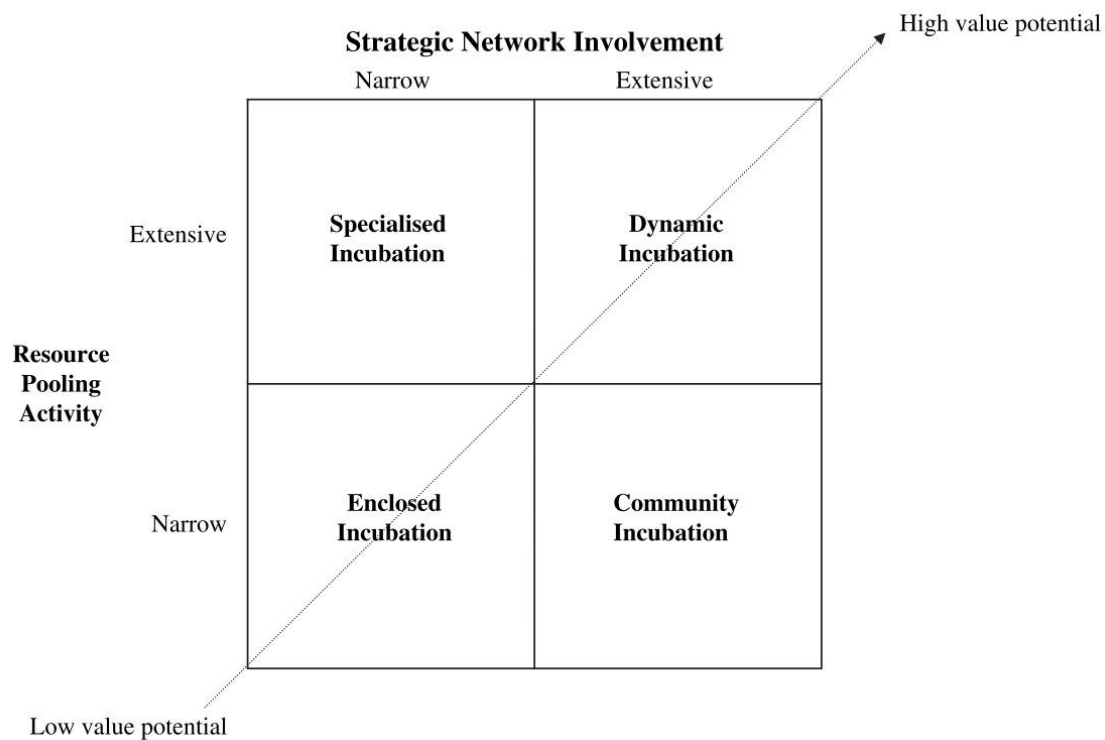 High value potential
Strategic Network Involvement
Narrow
Extensive
Extensive
Specialised
Incubation
Dynamic
Incubation
Resource
Pooling
Activity
Narrow
Enclosed
Incubation
Community
Incubation
Low value potential